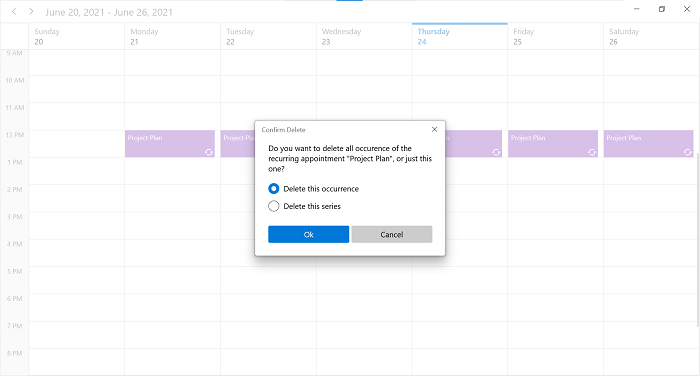 June 20, 2021 - June 26, 2021
Sunday Monday Tuesday Wednesday Thursday Friday Saturday
20 21 22 23 24 25 26
9 AM
10 AM
11 AM
12 PM
Project Plan Project Plan Project Plan Project Plan
1 PM
2 PM
3 PM
4 PM
5 PM
6 PM
7 PM
8 PM
Confirm Delete
Do you want to delete all occurence of the
recurring appointment "Project Plan", or just this
one?
Delete this occurrence
Delete this series
Ok Cancel